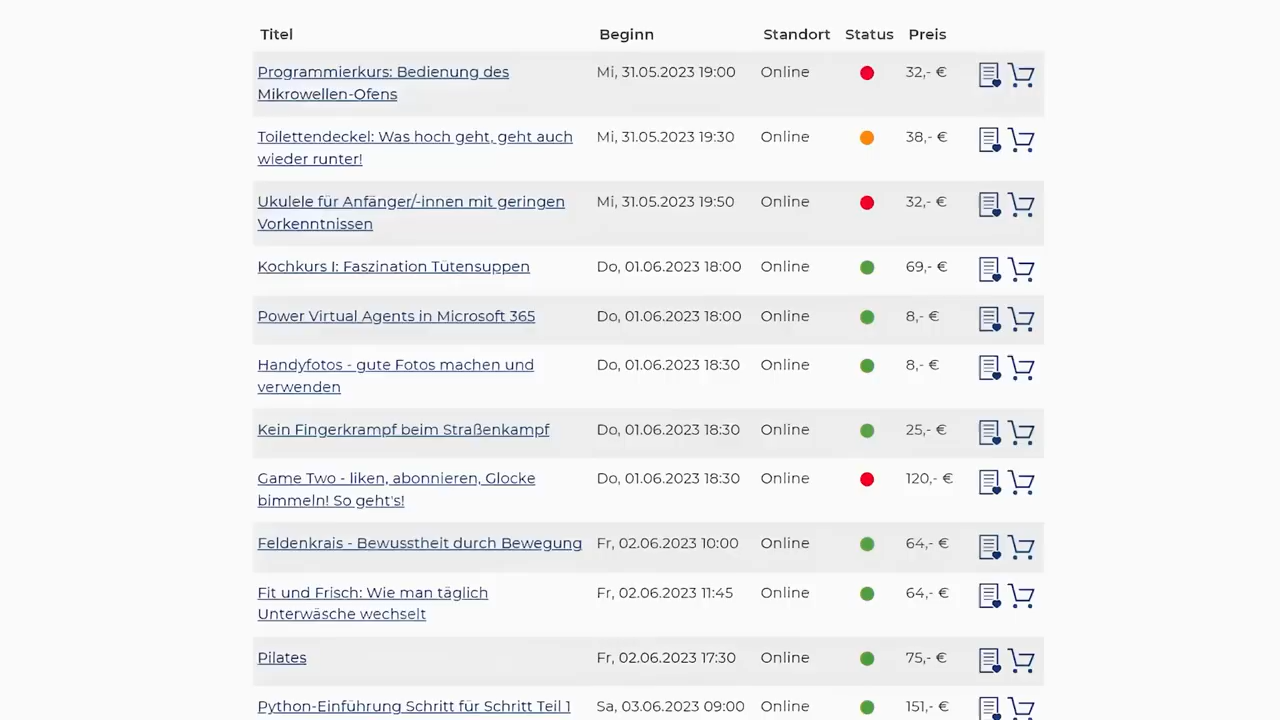 Titel Beginn Standort Status Preis
Programmierkurs: Bedienung des Mi, 31.05.2023 19:00 Online 32,- €
Mikrowellen-Ofens
Toilettendeckel: Was hoch geht, geht auch Mi, 31.05.2023 19:30 Online 38,- €
wieder runter!
Ukulele für Anfänger/-innen mit geringen Mi, 31.05.2023 19:50 Online 32,- €
Vorkenntnissen
Kochkurs I: Faszination Tütensuppen Do, 01.06.2023 18:00 Online 69,- €
Power Virtual Agents in Microsoft 365 Do, 01.06.2023 18:00 Online 8,- €
Handyfotos - gute Fotos machen und Do, 01.06.2023 18:30 Online 8,- €
verwenden
Kein Fingerkrampf beim Straßenkampf Do, 01.06.2023 18:30 Online 25,- €
Game Two - liken, abonnieren, Glocke Do, 01.06.2023 18:30 Online 120,- €
bimmeln! So geht's!
Feldenkrais - Bewusstheit durch Bewegung Fr, 02.06.2023 10:00 Online 64,- €
Fit und Frisch: Wie man täglich Fr, 02.06.2023 11:45 Online 64,- €
Unterwäsche wechselt
Pilates Fr, 02.06.2023 17:30 Online 75,- €
Python-Einführung Schritt für Schritt Teil 1 Sa, 03.06.2023 09:00 Online 151,- €